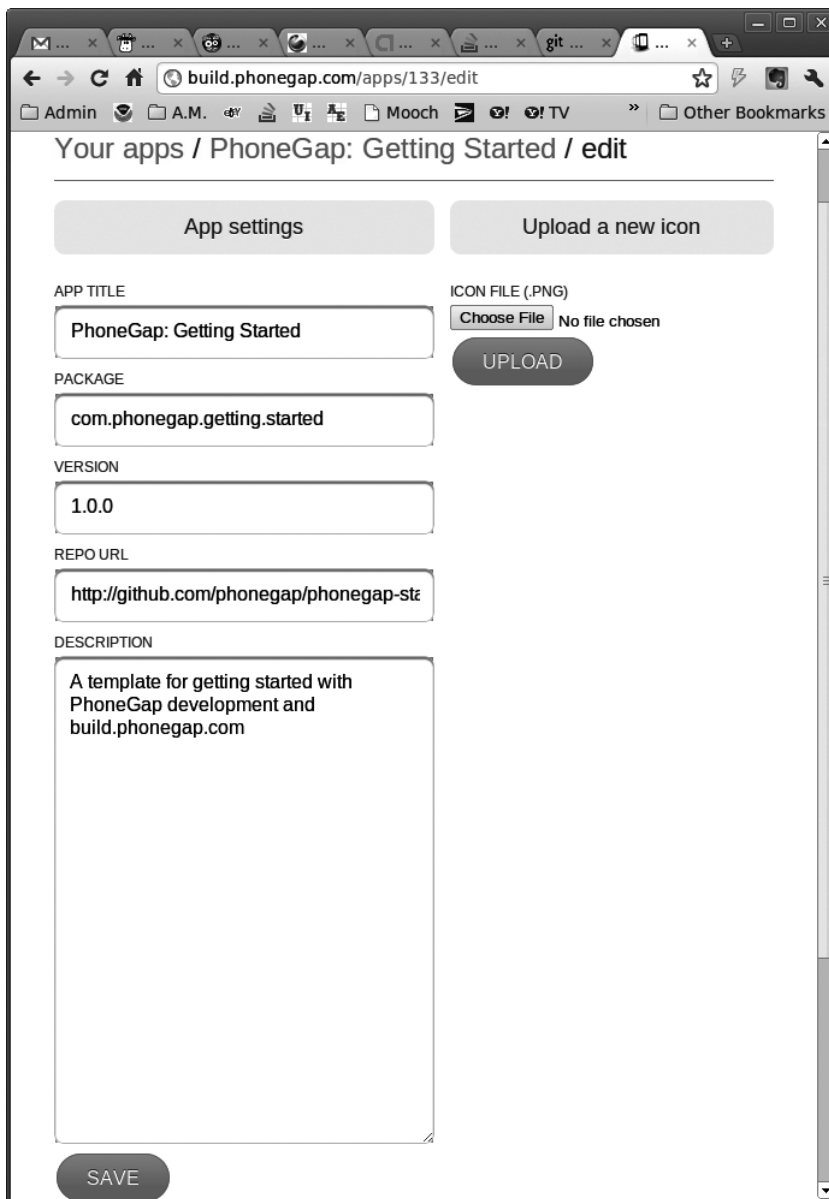 git ...
build.phonegap.com/apps/133/edit
Admin
A.M.
Mooch
TV
»
Other Bookmarks
Your apps / PhoneGap: Getting Started / edit
App settings
Upload a new icon
APP TITLE
PhoneGap: Getting Started
PACKAGE
com.phonegap.getting.started
VERSION
1.0.0
REPO URL
http://github.com/phonegap/phonegap-sta
DESCRIPTION
A template for getting started with
PhoneGap development and
build.phonegap.com
SAVE
ICON FILE (.PNG)
Choose File No file chosen
UPLOAD